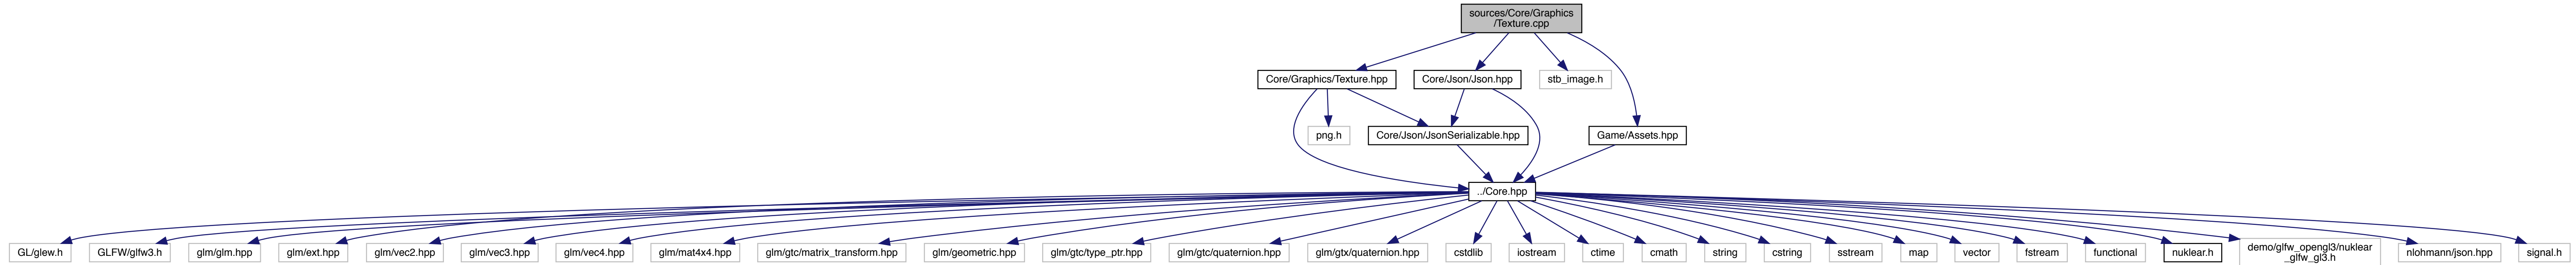 sources/Core/Graphics
/Texture.cpp
Core/Graphics/Texture.hpp
Core/Json/Json.hpp
stb_image.h
png.h
Core/Json/JsonSerializable.hpp
Game/Assets.hpp
../Core.hpp
GL/glew.h
GLFW/glfw3.h
glm/glm.hpp
glm/ext.hpp
glm/vec2.hpp
glm/vec3.hpp
glm/vec4.hpp
glm/mat4x4.hpp
glm/gtc/matrix_transform.hpp
glm/geometric.hpp
glm/gtc/type_ptr.hpp
glm/gtc/quaternion.hpp
glm/gtx/quaternion.hpp
cstdlib
iostream
ctime
cmath
string
cstring
sstream
map
vector
fstream
functional
nuklear.h
demo/glfw_opengl3/nuklear
_glfw_gl3.h
nlohmann/json.hpp
signal.h